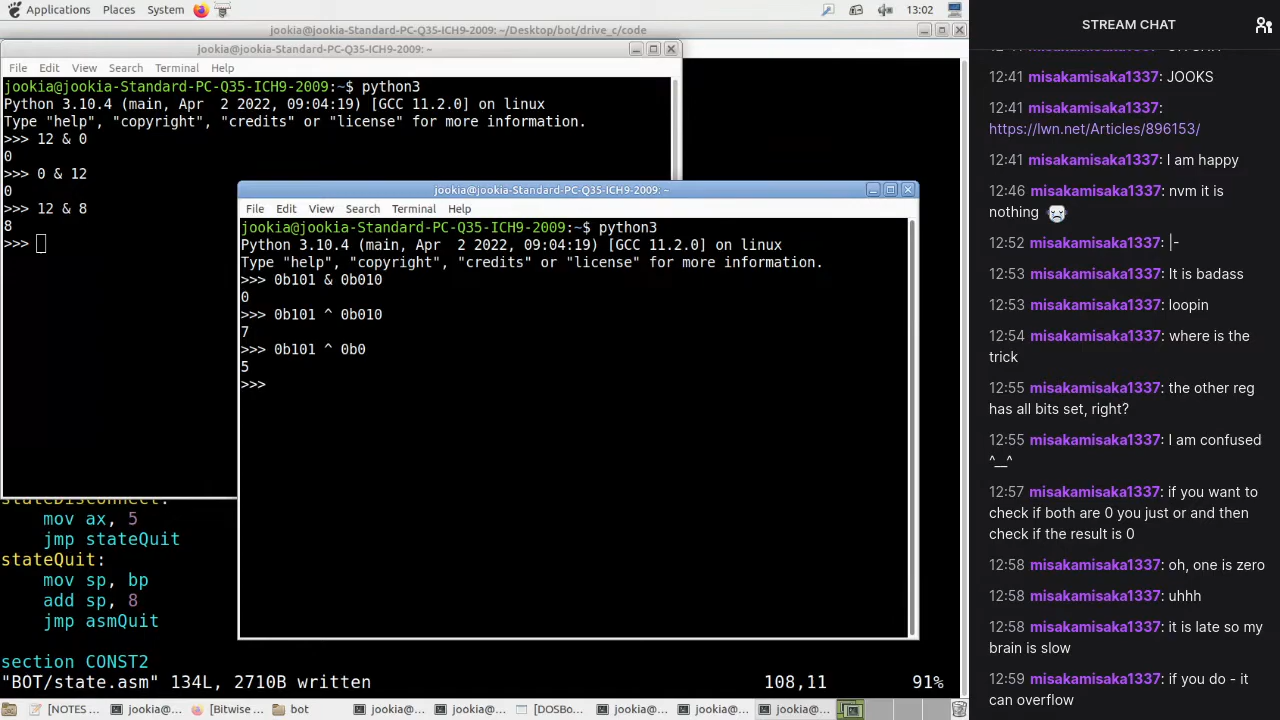 Applications Places System 13:02
jookia@jookia-Standard-PC-Q35-ICH9-2009: ~/Desktop/bot/drive_c/code
jookia@jookia-Standard-PC-Q35-ICH9-2009: ~
File Edit View Search Terminal Help
jookia@jookia-Standard-PC-Q35-ICH9-2009:~$ python3
Python 3.10.4 (main, Apr  2 2022, 09:04:19) [GCC 11.2.0] on linux
Type "help", "copyright", "credits" or "license" for more information.
>>> 12 & 0
0
>>> 0 & 12
0
>>> 12 & 8
8
>>>
jookia@jookia-Standard-PC-Q35-ICH9-2009: ~
File Edit View Search Terminal Help
jookia@jookia-Standard-PC-Q35-ICH9-2009:~$ python3
Python 3.10.4 (main, Apr  2 2022, 09:04:19) [GCC 11.2.0] on linux
Type "help", "copyright", "credits" or "license" for more information.
>>> 0b101 & 0b010
0
>>> 0b101 ^ 0b010
7
>>> 0b101 ^ 0b0
5
>>>
stateDisconnect:
mov ax, 5
jmp stateQuit
stateQuit:
mov sp, bp
add sp, 8
jmp asmQuit
section CONST2
"BOT/state.asm" 134L, 2710B written 108,11 91%
[NOTES ... jookia@... [Bitwise ... bot jookia@... jookia@... [DOSBo... jookia@... jookia@... jookia@...
STREAM CHAT
12:41 misakamisaka1337: JOOKS
12:41 misakamisaka1337:
https://lwn.net/Articles/896153/
12:41 misakamisaka1337: I am happy
12:46 misakamisaka1337: nvm it is
nothing
12:52 misakamisaka1337: |-
12:53 misakamisaka1337: It is badass
12:53 misakamisaka1337: loopin
12:54 misakamisaka1337: where is the
trick
12:55 misakamisaka1337: the other reg
has all bits set, right?
12:55 misakamisaka1337: I am confused
^__^
12:57 misakamisaka1337: if you want to
check if both are 0 you just or and then
check if the result is 0
12:58 misakamisaka1337: oh, one is zero
12:58 misakamisaka1337: uhhh
12:58 misakamisaka1337: it is late so my
brain is slow
12:59 misakamisaka1337: if you do - it
can overflow